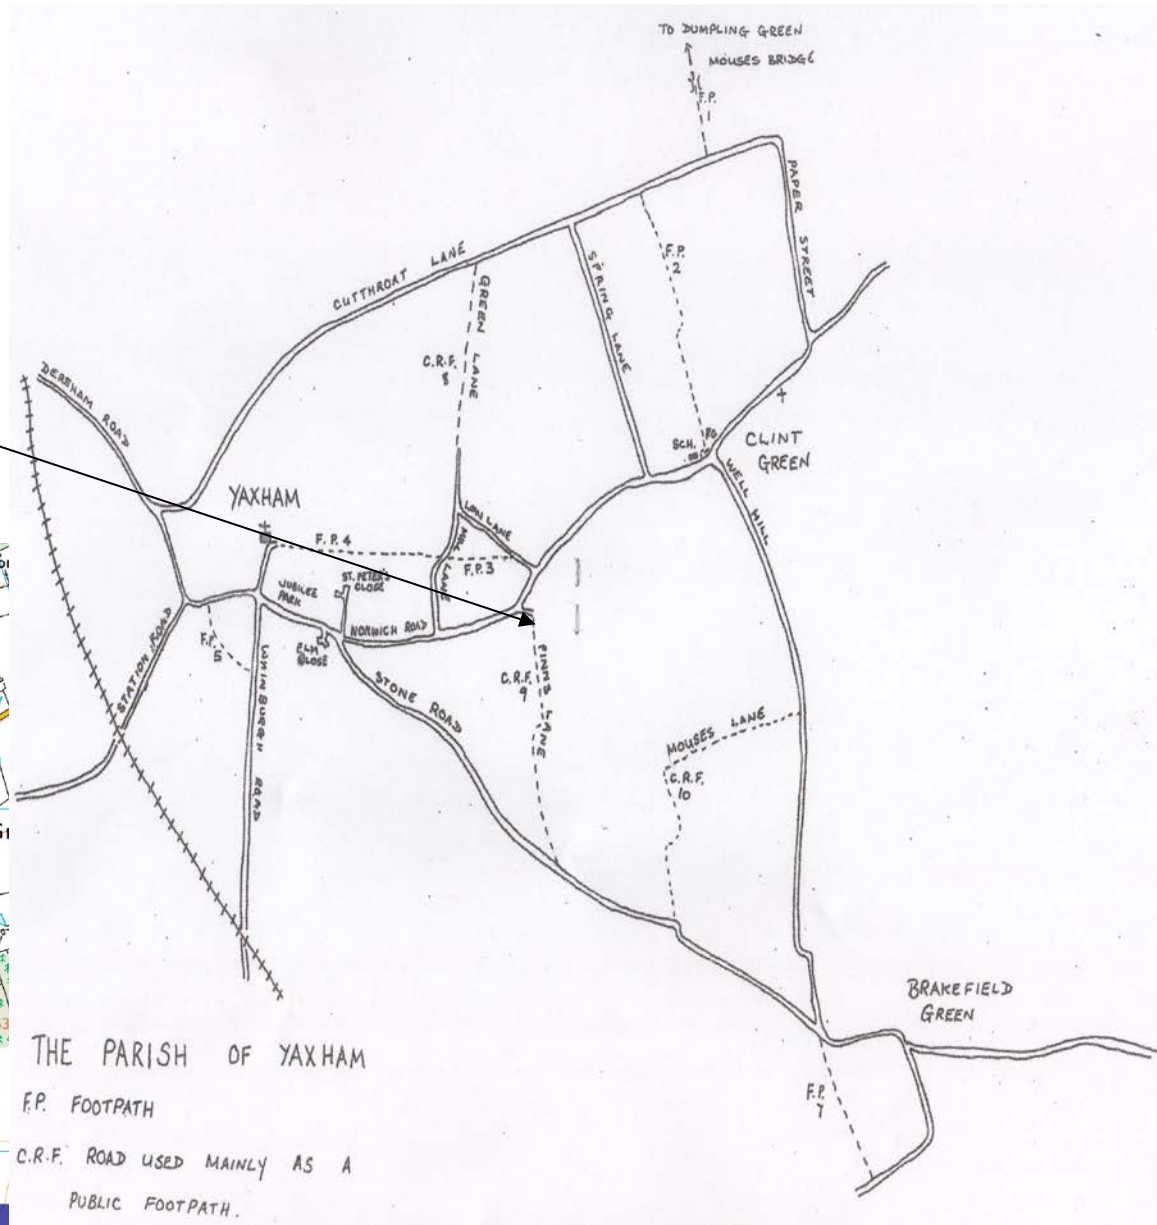 TO DUMPLING GREEN
MOUSES BRIDGE
F.P.
1
PAPER STREET
CUTTHROAT LANE
GREEN LANE
C.R.F.
8
SPRING LANE
F.P.
2
DEREHAM ROAD
SCH.
P.O.
CLINT
GREEN
WELL HILL
YAXHAM
F.P. 4
LOW LANE
F.P. 3
LANE
JUBILEE
PARK
ST. PETER'S
CLOSE
NORWICH ROAD
ELM
CLOSE
F.P.
5
STATION ROAD
WHINBURGH ROAD
STONE ROAD
C.R.F.
9
PINNS LANE
MOUSES LANE
C.R.F.
10
BRAKEFIELD
GREEN
F.P.
7
THE PARISH OF YAXHAM
F.P. FOOTPATH
C.R.F. ROAD USED MAINLY AS A
PUBLIC FOOTPATH.